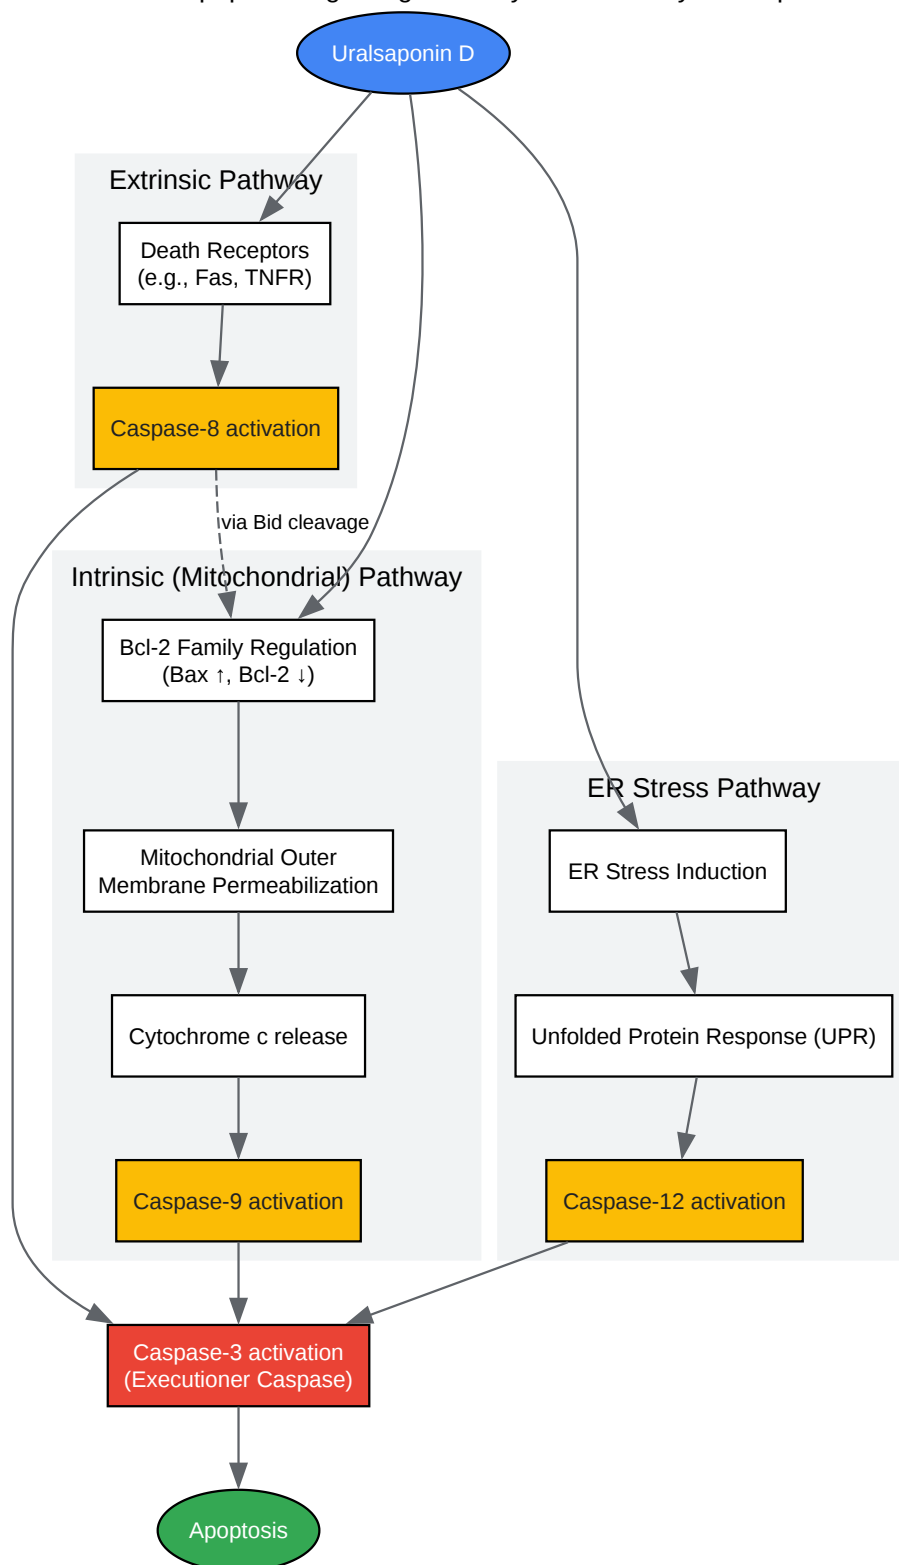 Uralsaponin D
Extrinsic Pathway
Death Receptors
(e.g., Fas, TNFR)
Caspase-8 activation
via Bid cleavage
Intrinsic (Mitochondrial) Pathway
Bcl-2 Family Regulation
(Bax ↑, Bcl-2 ↓)
ER Stress Pathway
Mitochondrial Outer
Membrane Permeabilization
ER Stress Induction
Cytochrome c release
Unfolded Protein Response (UPR)
Caspase-9 activation
Caspase-12 activation
Caspase-3 activation
(Executioner Caspase)
Apoptosis